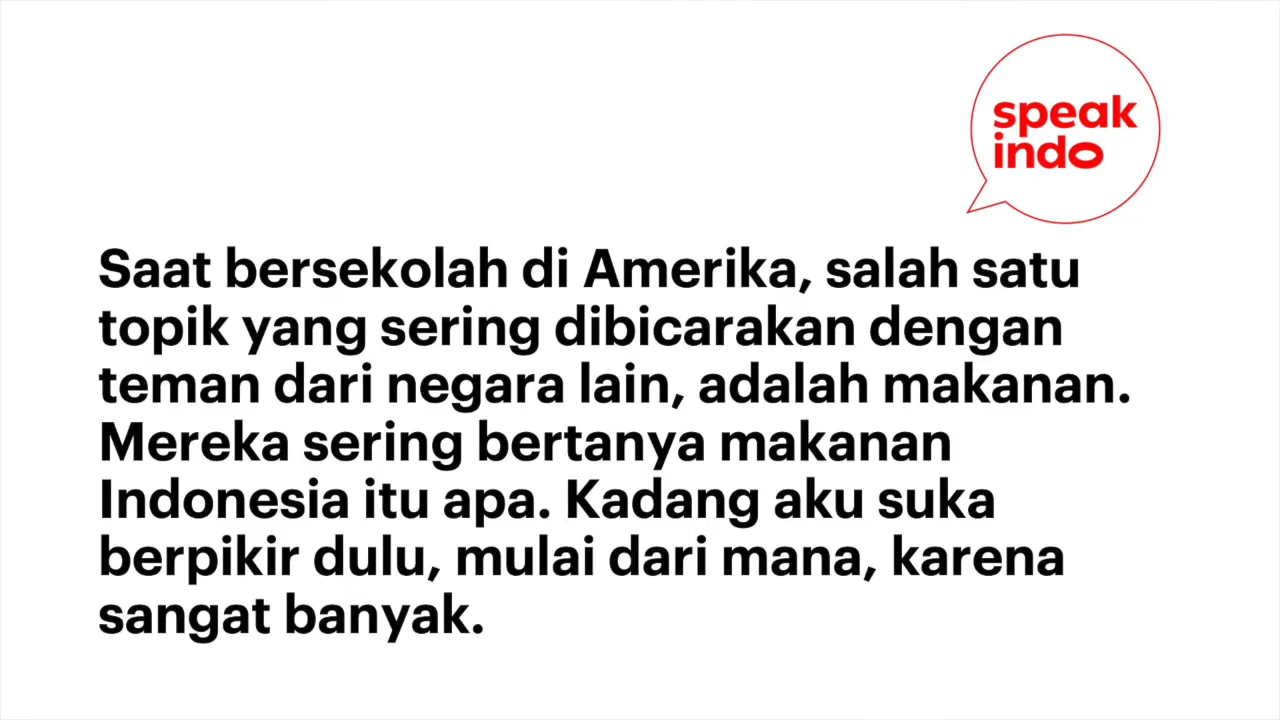 speak
indo
Saat bersekolah di Amerika, salah satu
topik yang sering dibicarakan dengan
teman dari negara lain, adalah makanan.
Mereka sering bertanya makanan
Indonesia itu apa. Kadang aku suka
berpikir dulu, mulai dari mana, karena
sangat banyak.